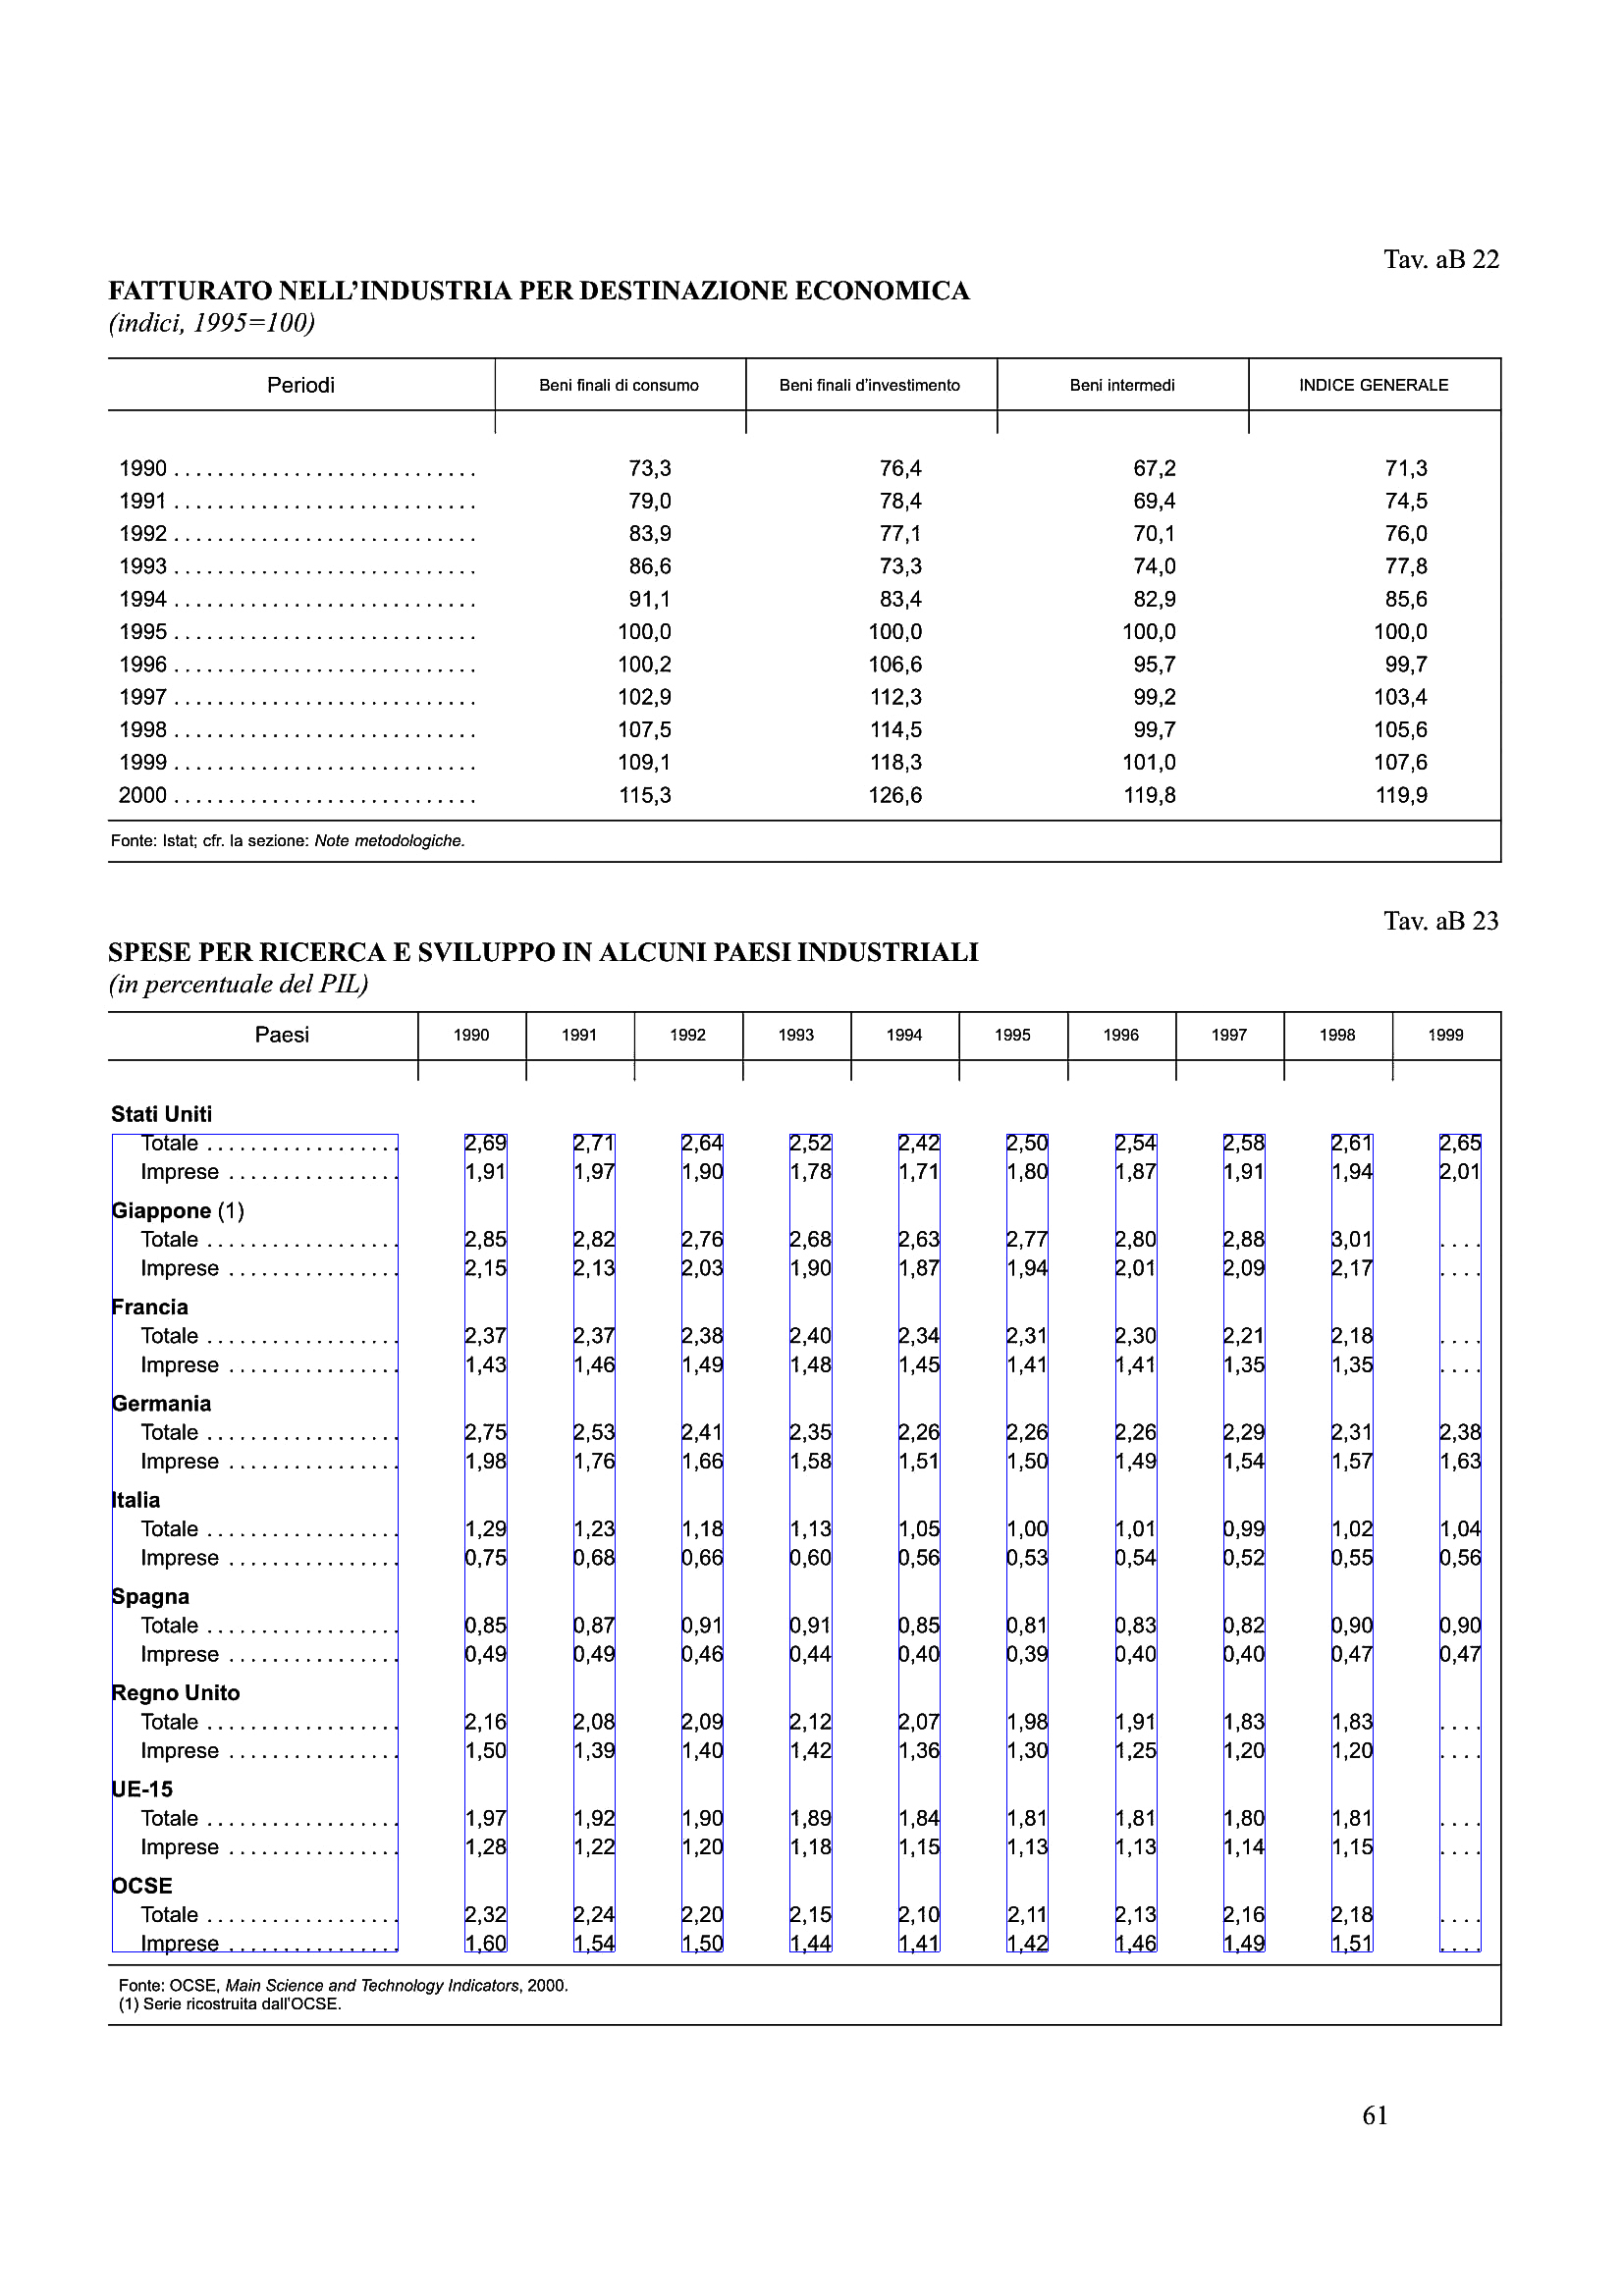 Tav. aB 22
FATTURATO NELL’INDUSTRIA PER DESTINAZIONE ECONOMICA
(indici, 1995=100)
Periodi Beni finali di consumo Beni finali d’investimento Beni intermedi INDICE GENERALE
1990 . . . . . . . . . . . . . . . . . . . . . . . . . . . . 73,3 76,4 67,2 71,3
1991 . . . . . . . . . . . . . . . . . . . . . . . . . . . . 79,0 78,4 69,4 74,5
1992 . . . . . . . . . . . . . . . . . . . . . . . . . . . . 83,9 77,1 70,1 76,0
1993 . . . . . . . . . . . . . . . . . . . . . . . . . . . . 86,6 73,3 74,0 77,8
1994 . . . . . . . . . . . . . . . . . . . . . . . . . . . . 91,1 83,4 82,9 85,6
1995 . . . . . . . . . . . . . . . . . . . . . . . . . . . . 100,0 100,0 100,0 100,0
1996 . . . . . . . . . . . . . . . . . . . . . . . . . . . . 100,2 106,6 95,7 99,7
1997 . . . . . . . . . . . . . . . . . . . . . . . . . . . . 102,9 112,3 99,2 103,4
1998 . . . . . . . . . . . . . . . . . . . . . . . . . . . . 107,5 114,5 99,7 105,6
1999 . . . . . . . . . . . . . . . . . . . . . . . . . . . . 109,1 118,3 101,0 107,6
2000 . . . . . . . . . . . . . . . . . . . . . . . . . . . . 115,3 126,6 119,8 119,9
Fonte: Istat; cfr. la sezione: Note metodologiche.
Tav. aB 23
SPESE PER RICERCA E SVILUPPO IN ALCUNI PAESI INDUSTRIALI
(in percentuale del PIL)
Paesi 1990 1991 1992 1993 1994 1995 1996 1997 1998 1999
Stati Uniti
Totale . . . . . . . . . . . . . . . . . . 2,69 2,71 2,64 2,52 2,42 2,50 2,54 2,58 2,61 2,65
Imprese . . . . . . . . . . . . . . . . 1,91 1,97 1,90 1,78 1,71 1,80 1,87 1,91 1,94 2,01
Giappone (1)
Totale . . . . . . . . . . . . . . . . . . 2,85 2,82 2,76 2,68 2,63 2,77 2,80 2,88 3,01 . . . .
Imprese . . . . . . . . . . . . . . . . 2,15 2,13 2,03 1,90 1,87 1,94 2,01 2,09 2,17 . . . .
Francia
Totale . . . . . . . . . . . . . . . . . . 2,37 2,37 2,38 2,40 2,34 2,31 2,30 2,21 2,18 . . . .
Imprese . . . . . . . . . . . . . . . . 1,43 1,46 1,49 1,48 1,45 1,41 1,41 1,35 1,35 . . . .
Germania
Totale . . . . . . . . . . . . . . . . . . 2,75 2,53 2,41 2,35 2,26 2,26 2,26 2,29 2,31 2,38
Imprese . . . . . . . . . . . . . . . . 1,98 1,76 1,66 1,58 1,51 1,50 1,49 1,54 1,57 1,63
Italia
Totale . . . . . . . . . . . . . . . . . . 1,29 1,23 1,18 1,13 1,05 1,00 1,01 0,99 1,02 1,04
Imprese . . . . . . . . . . . . . . . . 0,75 0,68 0,66 0,60 0,56 0,53 0,54 0,52 0,55 0,56
Spagna
Totale . . . . . . . . . . . . . . . . . . 0,85 0,87 0,91 0,91 0,85 0,81 0,83 0,82 0,90 0,90
Imprese . . . . . . . . . . . . . . . . 0,49 0,49 0,46 0,44 0,40 0,39 0,40 0,40 0,47 0,47
Regno Unito
Totale . . . . . . . . . . . . . . . . . . 2,16 2,08 2,09 2,12 2,07 1,98 1,91 1,83 1,83 . . . .
Imprese . . . . . . . . . . . . . . . . 1,50 1,39 1,40 1,42 1,36 1,30 1,25 1,20 1,20 . . . .
UE-15
Totale . . . . . . . . . . . . . . . . . . 1,97 1,92 1,90 1,89 1,84 1,81 1,81 1,80 1,81 . . . .
Imprese . . . . . . . . . . . . . . . . 1,28 1,22 1,20 1,18 1,15 1,13 1,13 1,14 1,15 . . . .
OCSE
Totale . . . . . . . . . . . . . . . . . . 2,32 2,24 2,20 2,15 2,10 2,11 2,13 2,16 2,18 . . . .
Imprese . . . . . . . . . . . . . . . . 1,60 1,54 1,50 1,44 1,41 1,42 1,46 1,49 1,51 . . . .
Fonte: OCSE, Main Science and Technology Indicators, 2000.
(1) Serie ricostruita dall'OCSE.
61